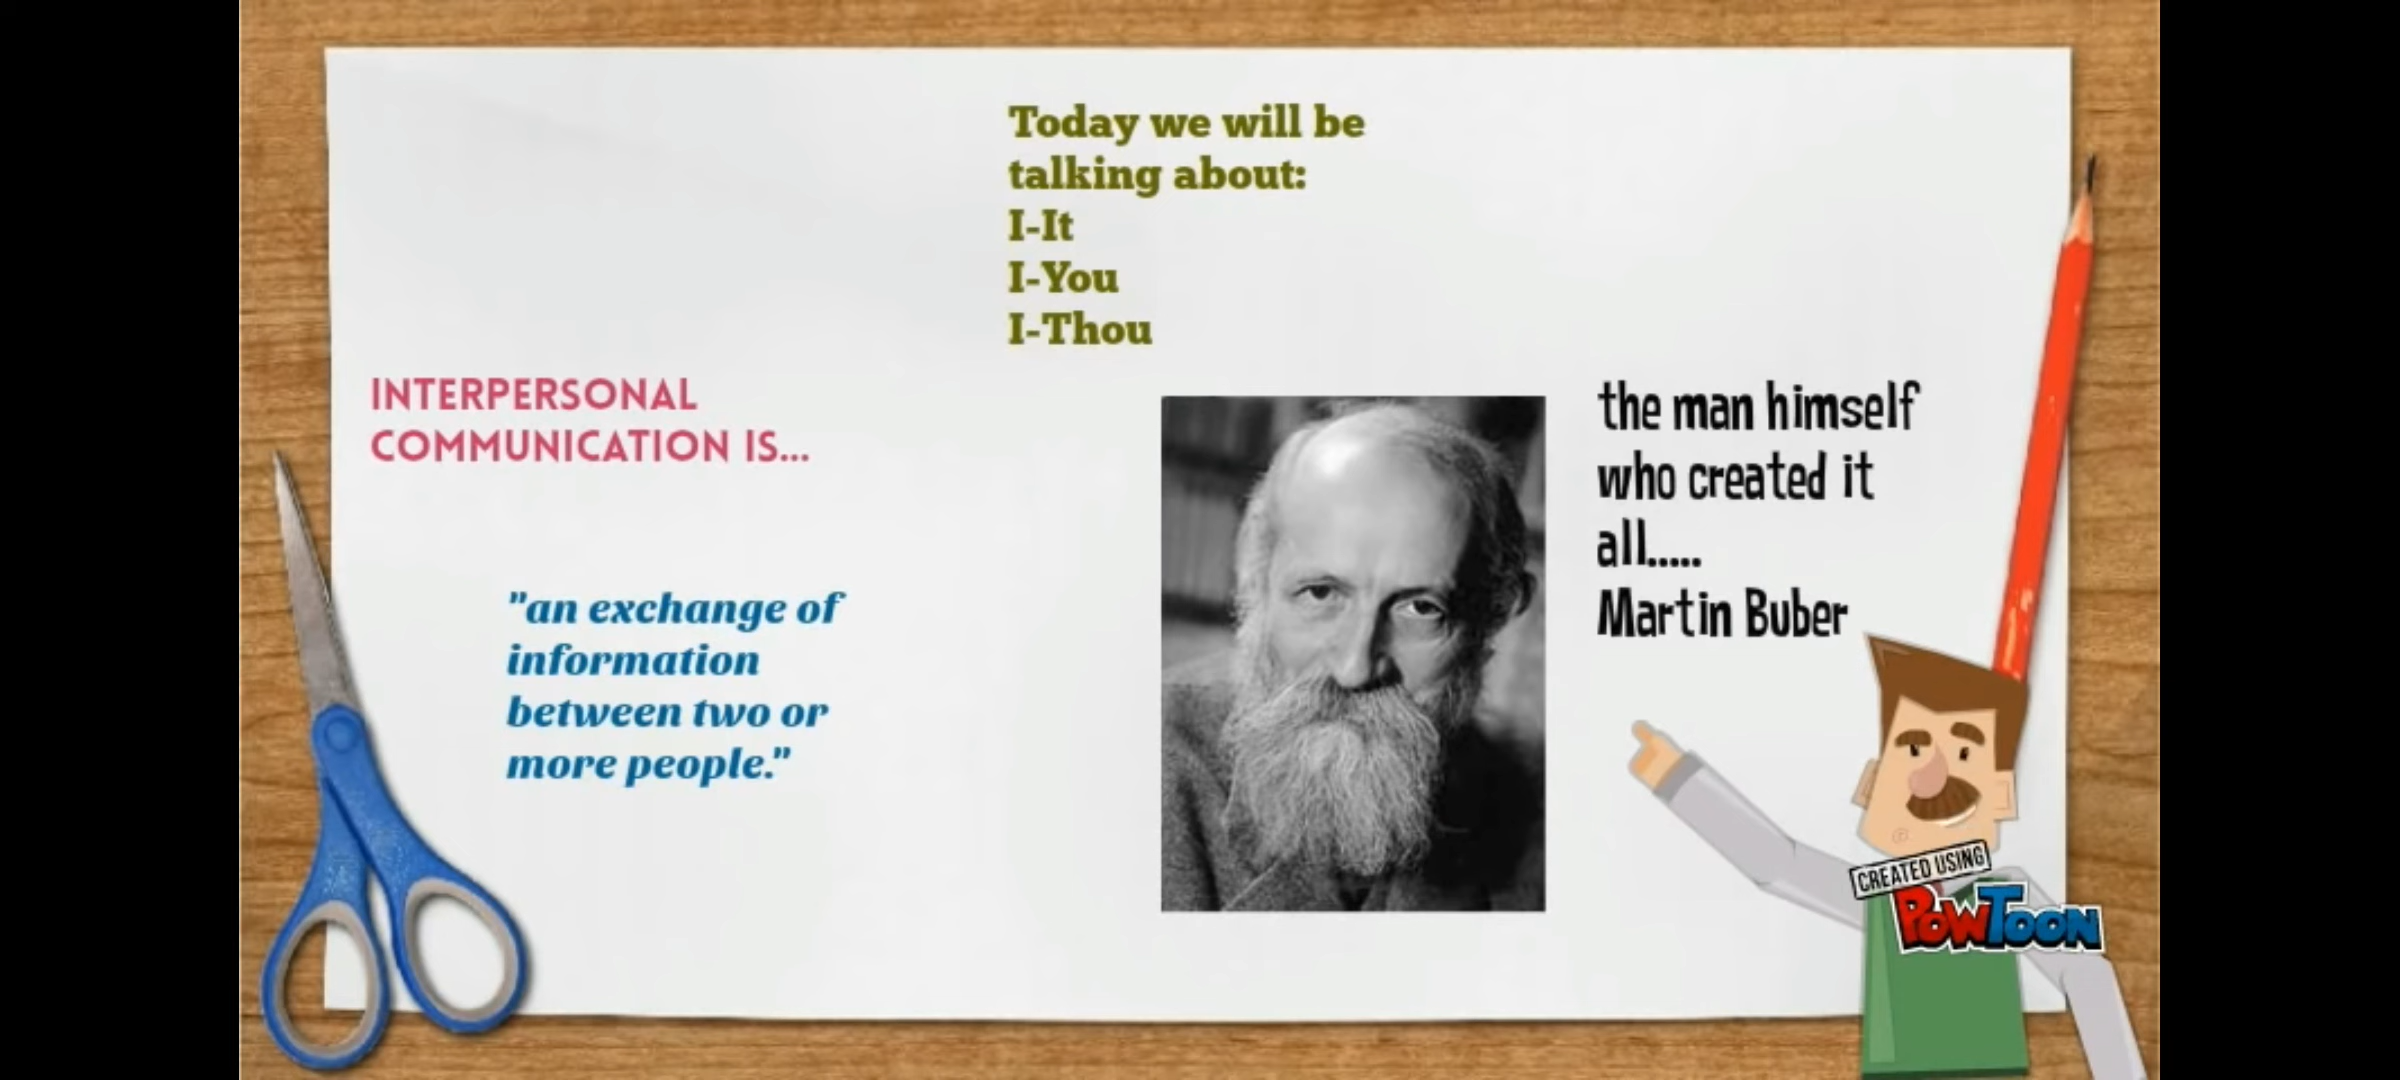 Today we will be
talking about:
I-It
I-You
I-Thou
INTERPERSONAL
COMMUNICATION IS...
"an exchange of
information
between two or
more people."
the man himself
who created it
all.....
Martin Buber
CREATED USING
POWTOON